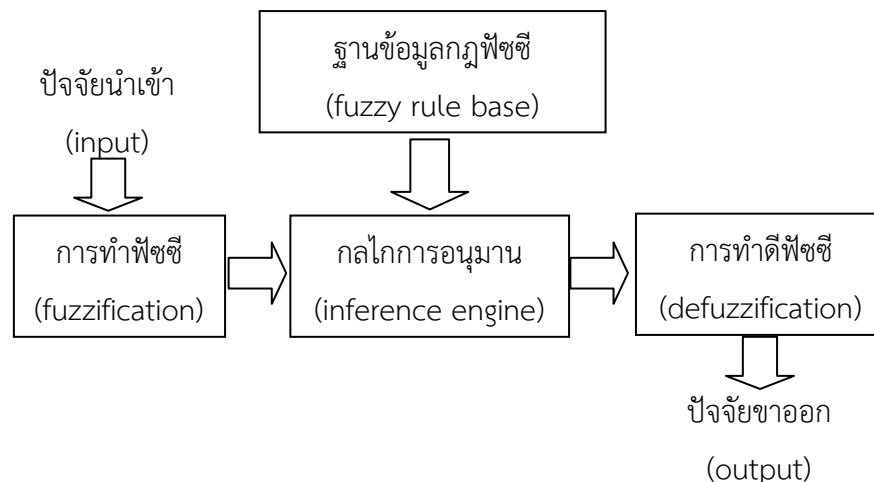 ปัจจัยนำเข้า
(input)
ฐานข้อมูลกฎฟัซซี
(fuzzy rule base)
การทำฟัซซี
(fuzzification)
กลไกการอนุมาน
(inference engine)
การทำดีฟัซซี
(defuzzification)
ปัจจัยขาออก
(output)